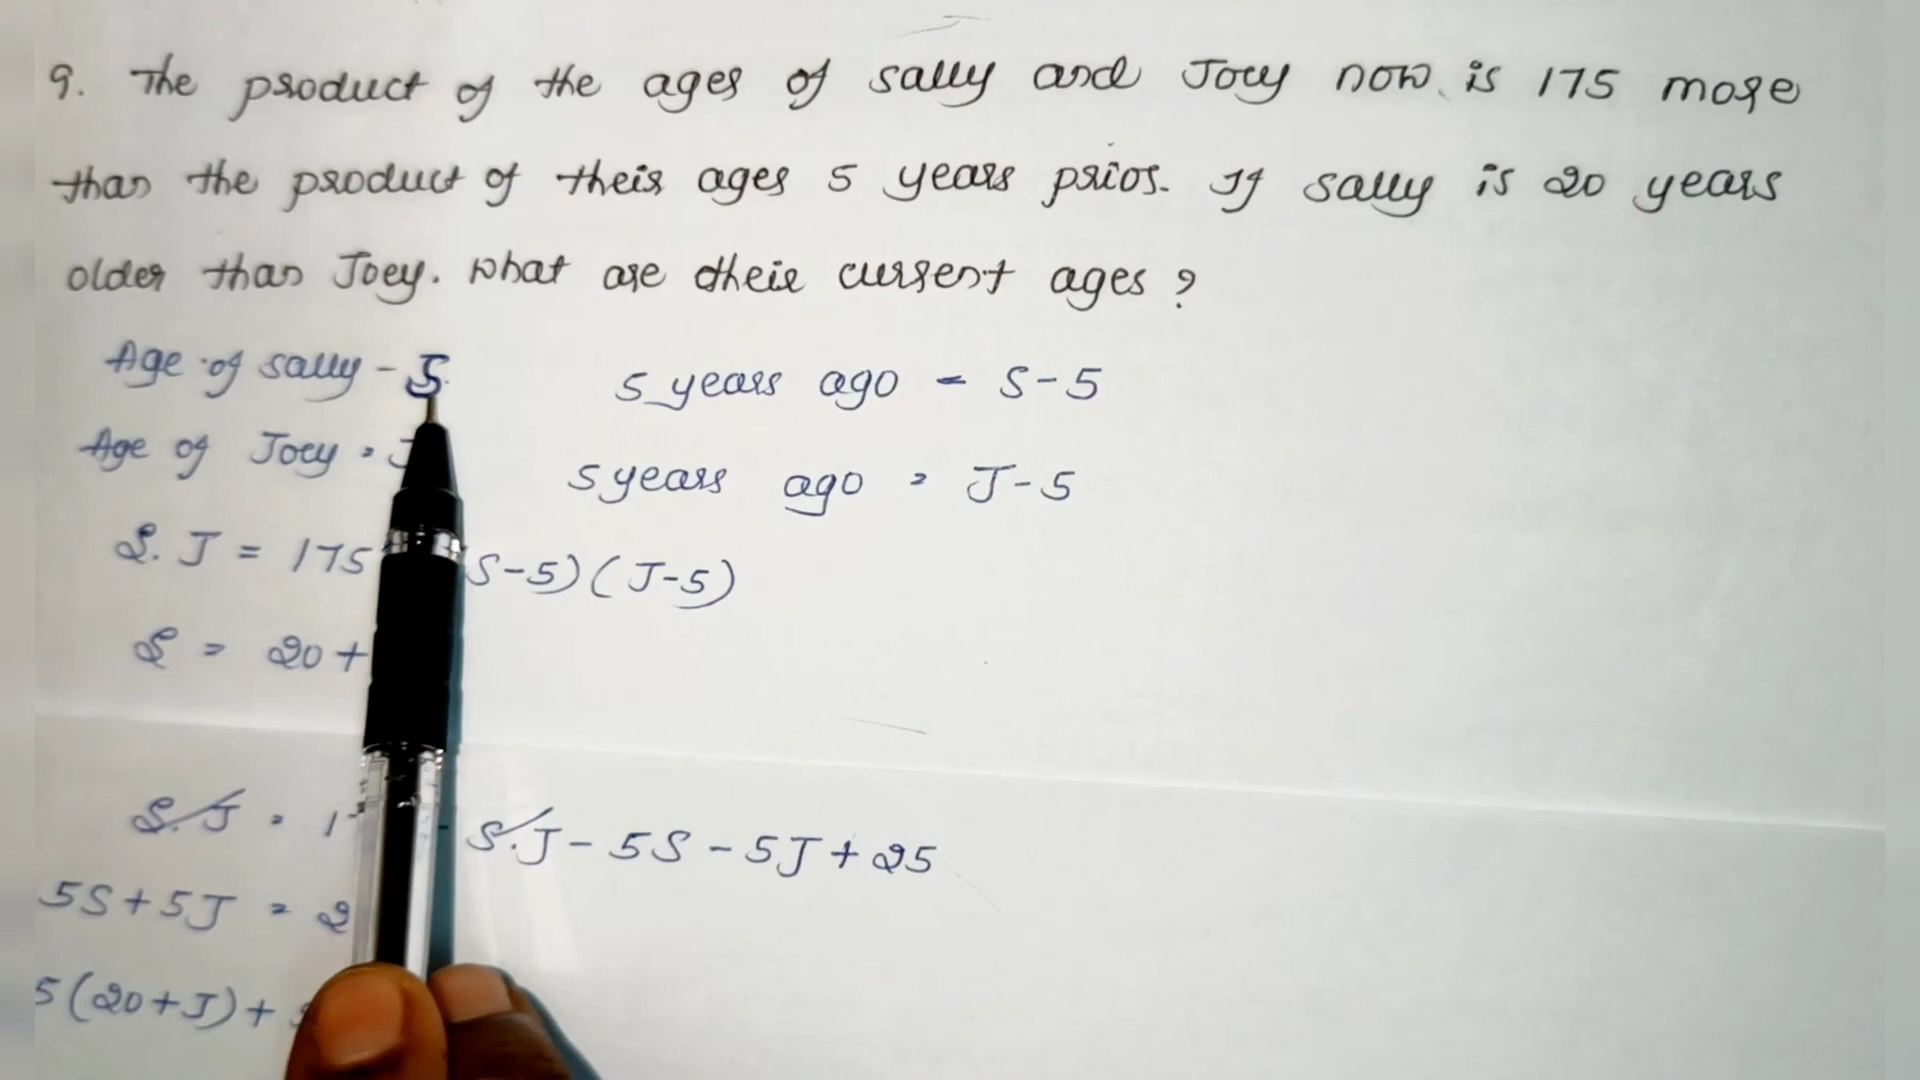 9. The product of the ages of sally and Joey now is 175 more
than the product of their ages 5 years prior. If sally is 20 years
older than Joey. what are their current ages ?
Age of sally - S
5 years ago - S-5
Age of Joey = J
5 years ago = J-5
S.J = 175 (S-5)(J-5)
S = 20+
S.J = 1 S.J - 5S - 5J + 25
5S+5J = 2
5(20+J)+